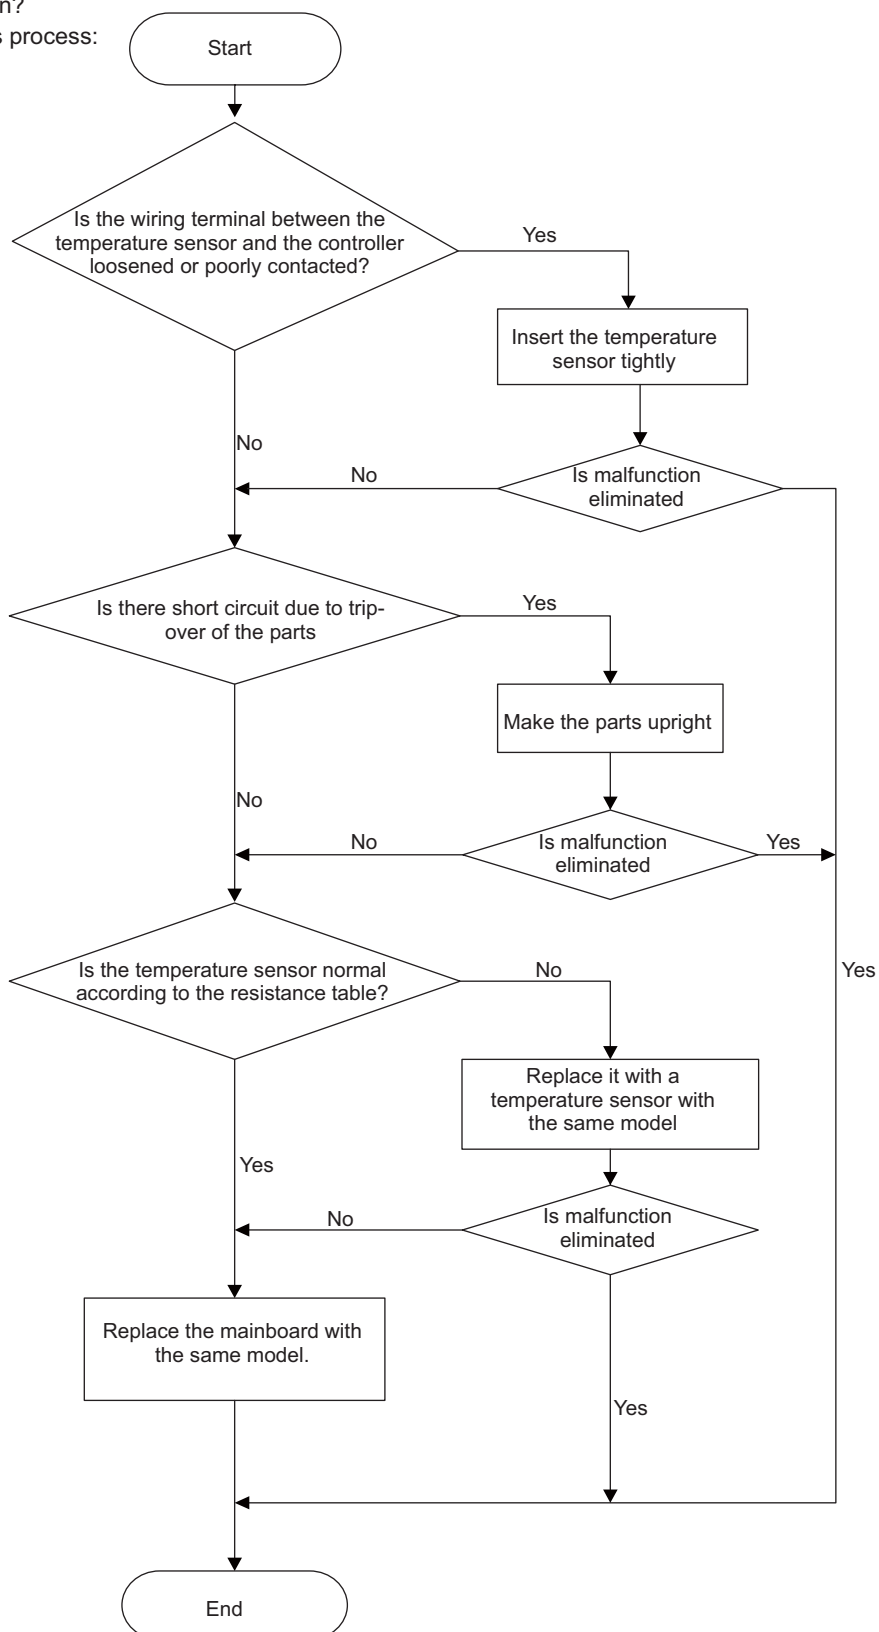 n?
s process:
Start
Is the wiring terminal between the
temperature sensor and the controller
loosened or poorly contacted?
Yes
Insert the temperature
sensor tightly
No
No
Is malfunction
eliminated
Is there short circuit due to trip-
over of the parts
Yes
Make the parts upright
No
No
Is malfunction
eliminated
Yes
Is the temperature sensor normal
according to the resistance table?
No
Yes
Replace it with a
temperature sensor with
the same model
Yes
No
Is malfunction
eliminated
Replace the mainboard with
the same model.
Yes
End